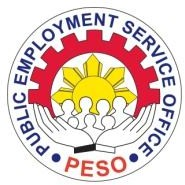 PUBLIC EMPLOYMENT SERVICE OFFICE
• PESO •